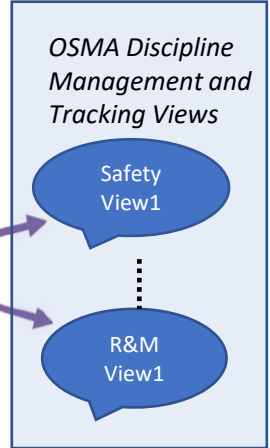 OSMA Discipline
Management and
Tracking Views
Safety
View1
R&M
View1